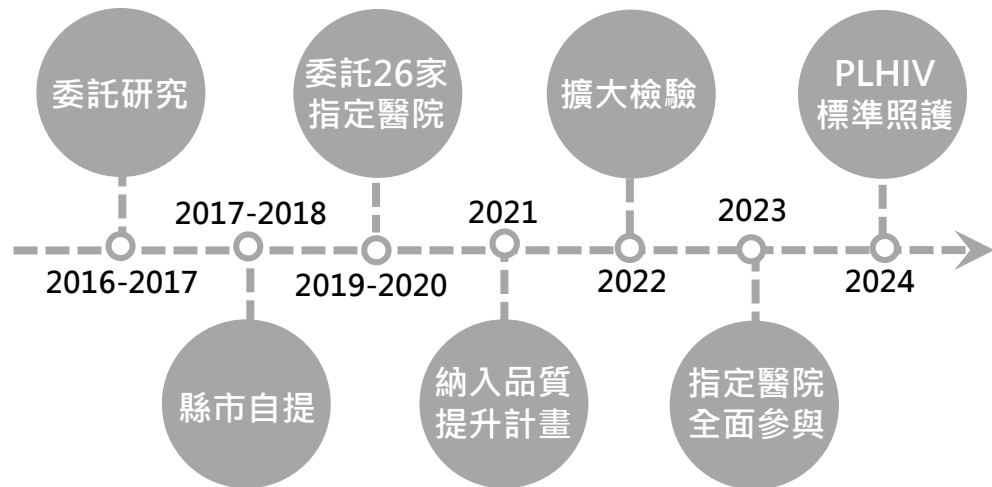 委託研究
委託26家
指定醫院
擴大檢驗
PLHIV
標準照護
2017-2018
2021
2023
2016-2017
2019-2020
2022
2024
縣市自提
納入品質
提升計畫
指定醫院
全面參與